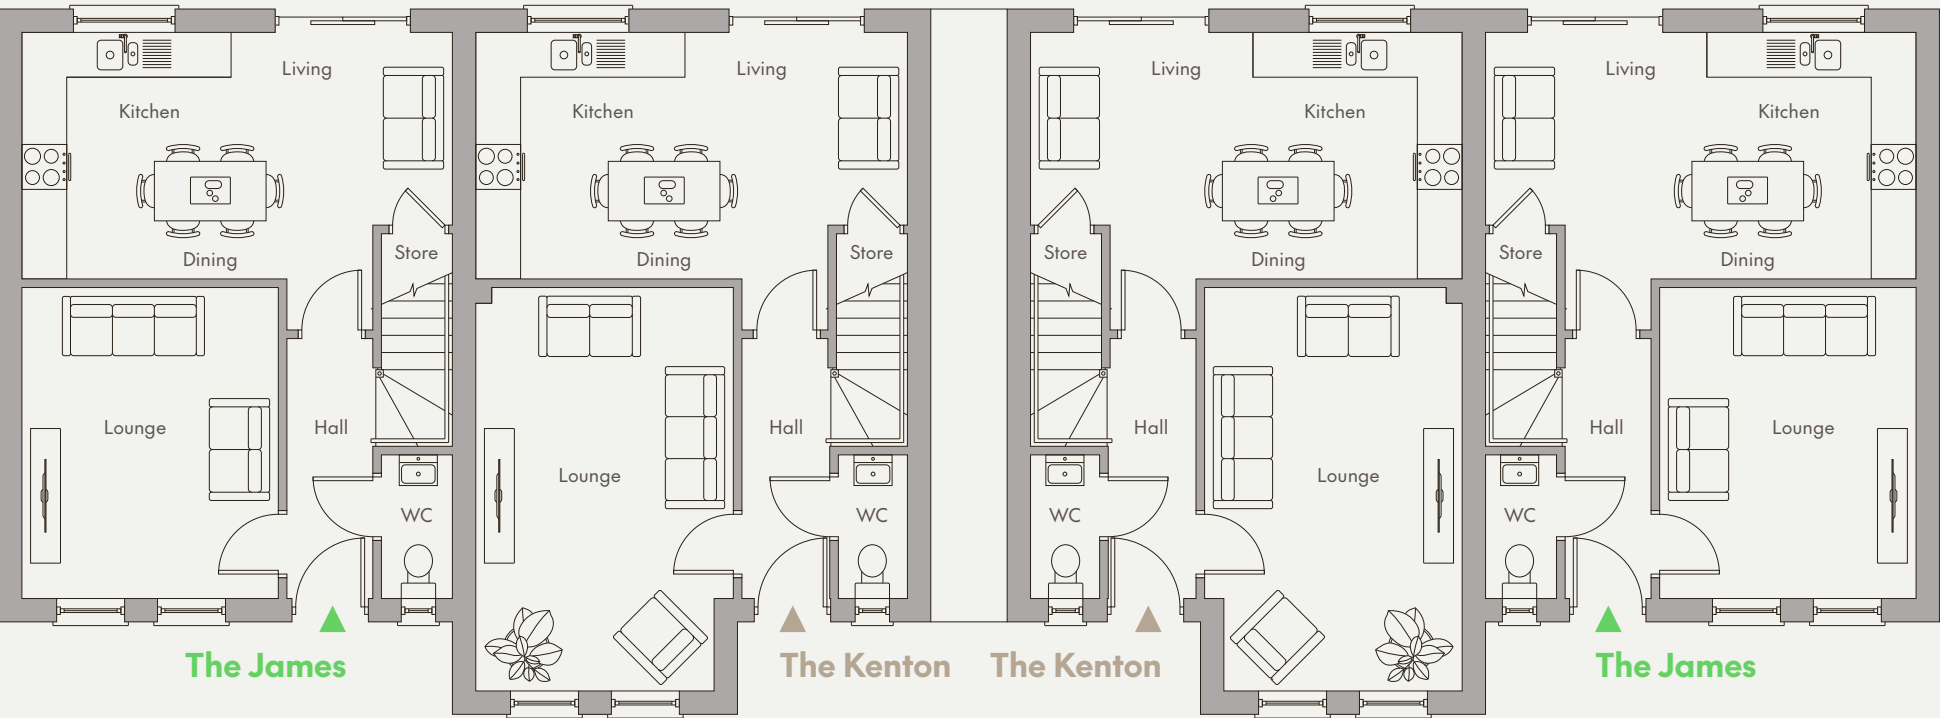 Living
Living
Living
Living
Kitchen
Kitchen
Kitchen
Kitchen
Store
Store
Store
Store
Dining
Dining
Dining
Dining
Lounge
Hall
Hall
Hall
Hall
Lounge
Lounge
Lounge
WC
WC
WC
WC
The James
The Kenton
The Kenton
The James